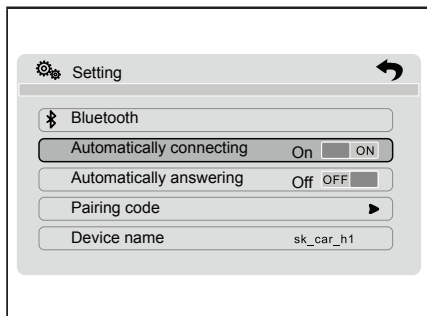 Setting
Bluetooth
Automatically connecting On ON
Automatically answering Off OFF
Pairing code
Device name sk_car_h1